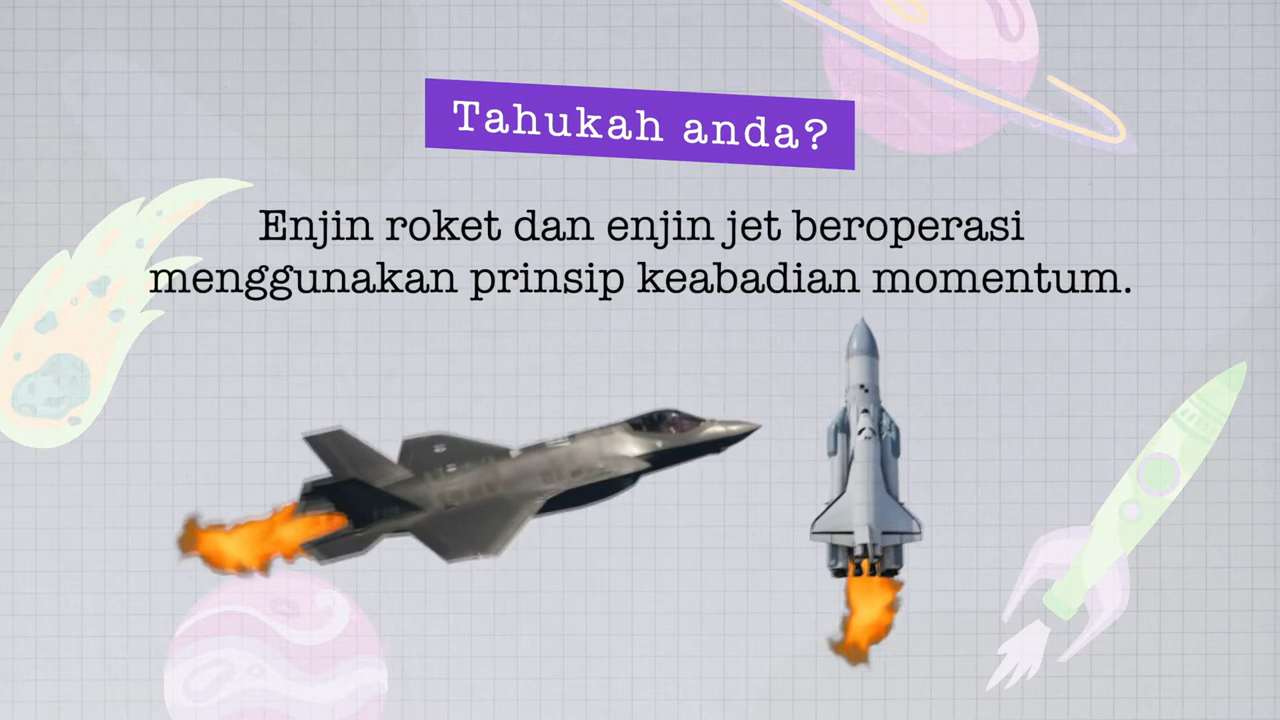 Tahukah anda?
Enjin roket dan enjin jet beroperasi
menggunakan prinsip keabadian momentum.